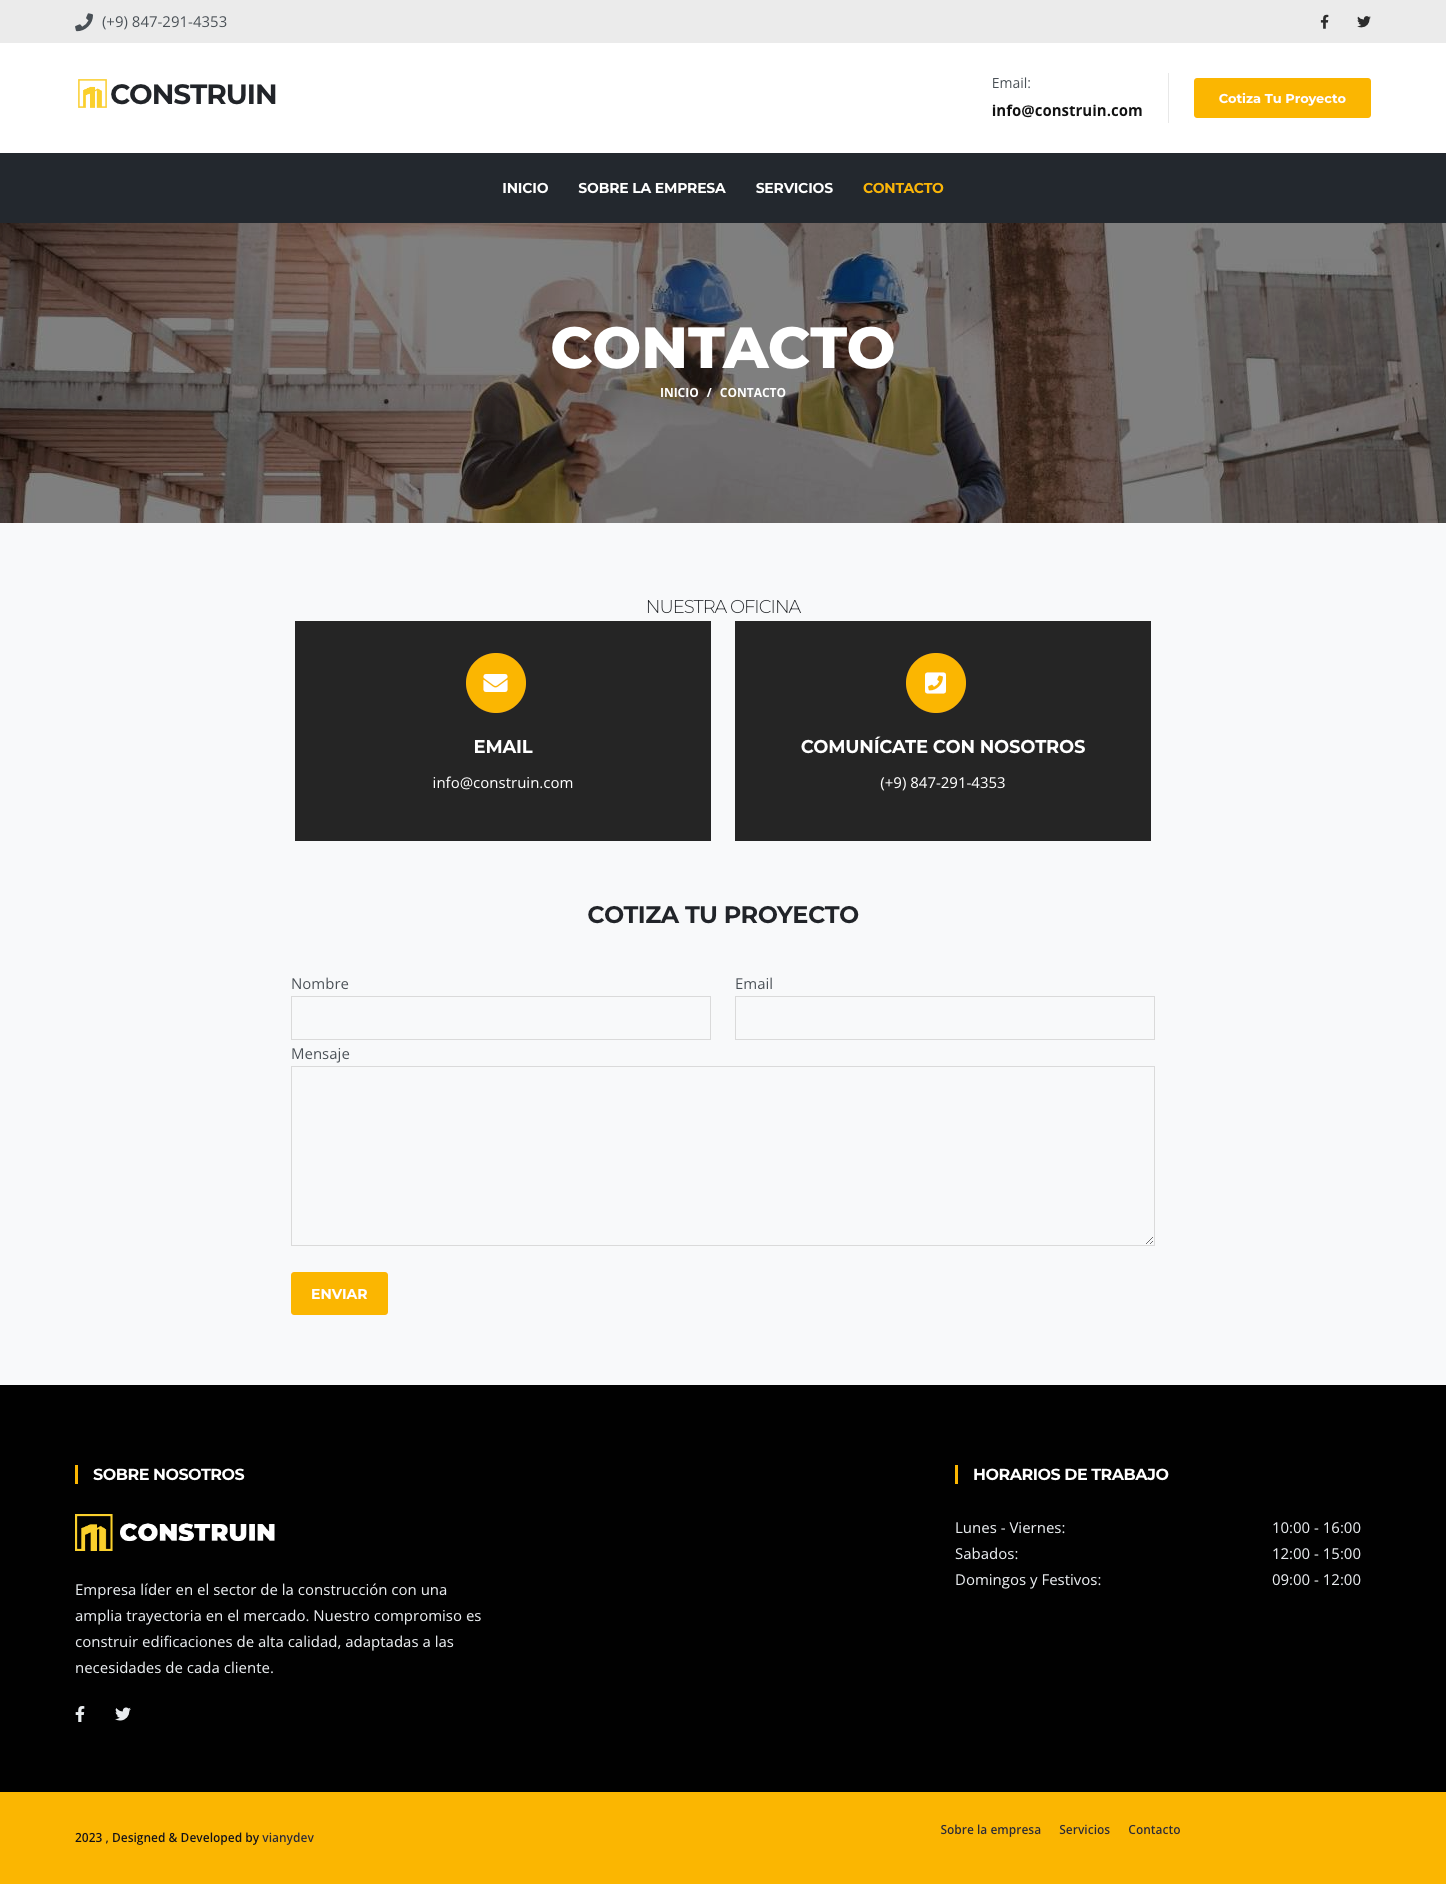 (+9) 847-291-4353
CONSTRUIN
Email:
info@construin.com
Cotiza Tu Proyecto
INICIO SOBRE LA EMPRESA SERVICIOS CONTACTO
CONTACTO
INICIO / CONTACTO
NUESTRA OFICINA
EMAIL
info@construin.com
COMUNÍCATE CON NOSOTROS
(+9) 847-291-4353
COTIZA TU PROYECTO
Nombre
Email
Mensaje
ENVIAR
SOBRE NOSOTROS
CONSTRUIN
Empresa líder en el sector de la construcción con una
amplia trayectoria en el mercado. Nuestro compromiso es
construir edificaciones de alta calidad, adaptadas a las
necesidades de cada cliente.
HORARIOS DE TRABAJO
Lunes - Viernes: 10:00 - 16:00
Sabados: 12:00 - 15:00
Domingos y Festivos: 09:00 - 12:00
2023 , Designed & Developed by vianydev
Sobre la empresa Servicios Contacto